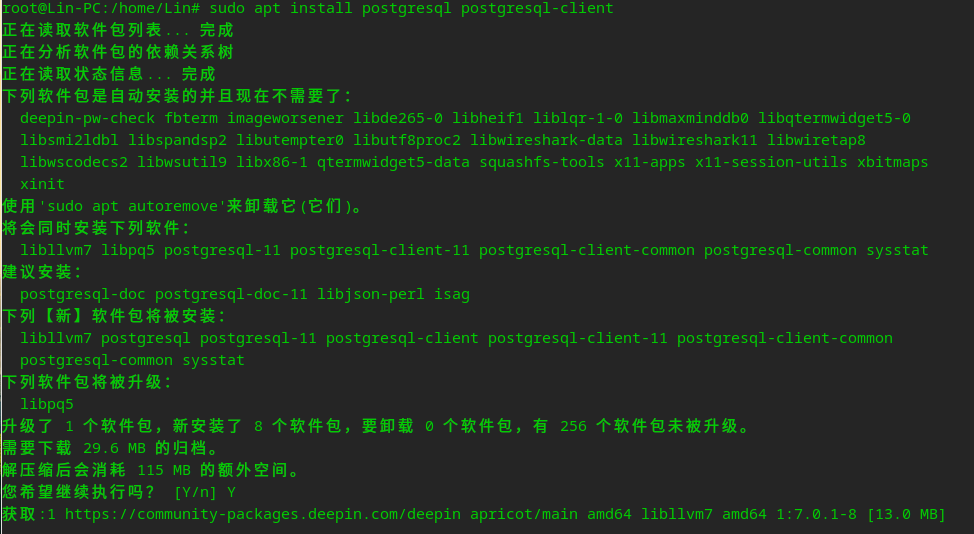 root@Lin-PC:/home/Lin# sudo apt install postgresql postgresql-client
正在读取软件包列表... 完成
正在分析软件包的依赖关系树
正在读取状态信息... 完成
下列软件包是自动安装的并且现在不需要了：
  deepin-pw-check fbterm imageworsener libde265-0 libheif1 liblqr-1-0 libmaxminddb0 libqtermwidget5-0
  libsmi2ldbl libspandsp2 libutempter0 libutf8proc2 libwireshark-data libwireshark11 libwiretap8
  libwscodecs2 libwsutil9 libx86-1 qtermwidget5-data squashfs-tools x11-apps x11-session-utils xbitmaps
  xinit
使用'sudo apt autoremove'来卸载它(它们)。
将会同时安装下列软件：
  libllvm7 libpq5 postgresql-11 postgresql-client-11 postgresql-client-common postgresql-common sysstat
建议安装：
  postgresql-doc postgresql-doc-11 libjson-perl isag
下列【新】软件包将被安装：
  libllvm7 postgresql postgresql-11 postgresql-client postgresql-client-11 postgresql-client-common
  postgresql-common sysstat
下列软件包将被升级：
  libpq5
升级了 1 个软件包，新安装了 8 个软件包，要卸载 0 个软件包，有 256 个软件包未被升级。
需要下载 29.6 MB 的归档。
解压缩后会消耗 115 MB 的额外空间。
您希望继续执行吗？ [Y/n] Y
获取:1 https://community-packages.deepin.com/deepin apricot/main amd64 libllvm7 amd64 1:7.0.1-8 [13.0 MB]